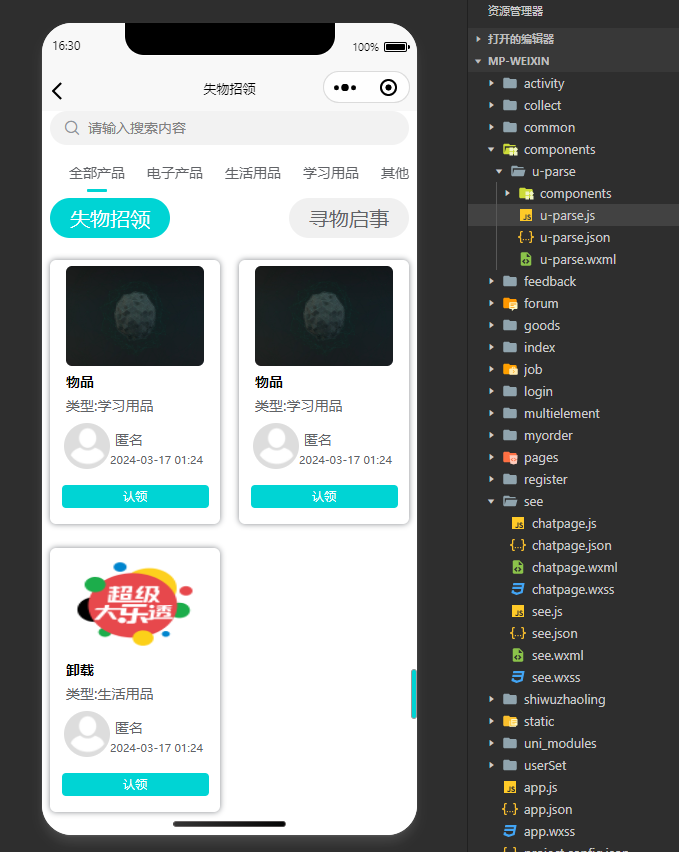 16:30
100%
失物招领
请输入搜索内容
全部产品 电子产品 生活用品 学习用品 其他
失物招领 寻物启事
物品
类型:学习用品
匿名
2024-03-17 01:24
认领
物品
类型:学习用品
匿名
2024-03-17 01:24
认领
超级
大乐透
卸载
类型:生活用品
匿名
2024-03-17 01:24
认领
资源管理器
打开的编辑器
MP-WEIXIN
activity
collect
common
components
u-parse
components
u-parse.js
u-parse.json
u-parse.wxml
feedback
forum
goods
index
job
login
multielement
myorder
pages
register
see
chatpage.js
chatpage.json
chatpage.wxml
chatpage.wxss
see.js
see.json
see.wxml
see.wxss
shiwuzhaoling
static
uni_modules
userSet
app.js
app.json
app.wxss
project.config.json